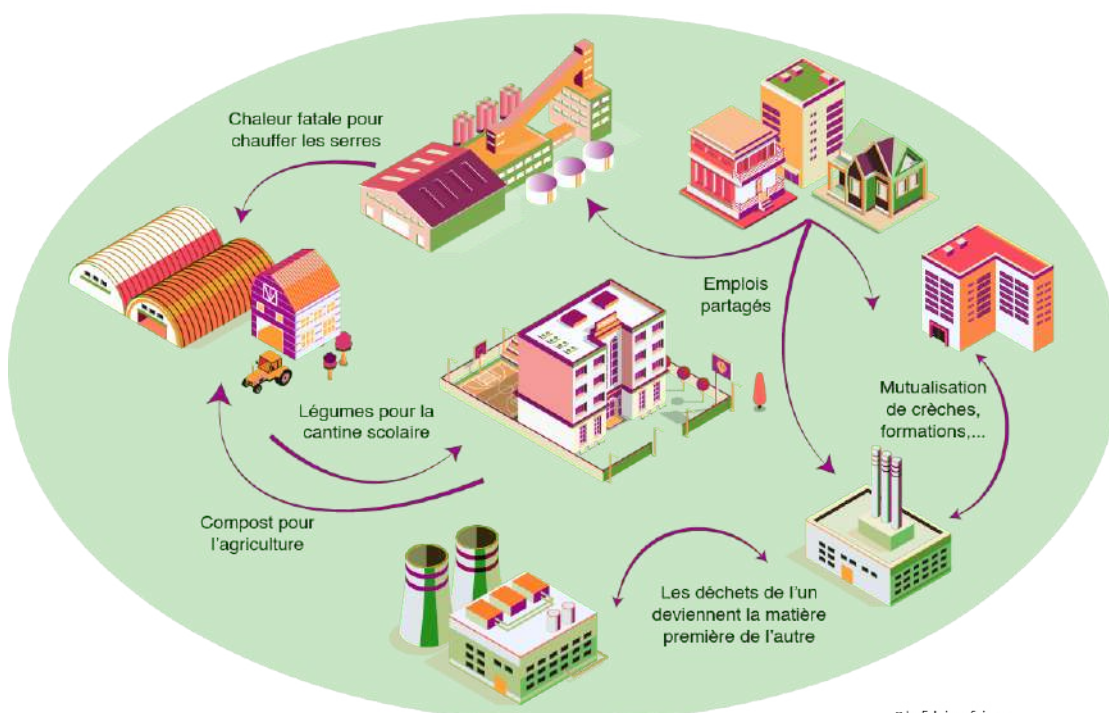 Chaleur fatale pour
chauffer les serres
Emplois
partagés
Mutualisation
de crèches,
formations,...
Légumes pour la
cantine scolaire
Compost pour
l'agriculture
Les déchets de l'un
deviennent la matière
première de l'autre